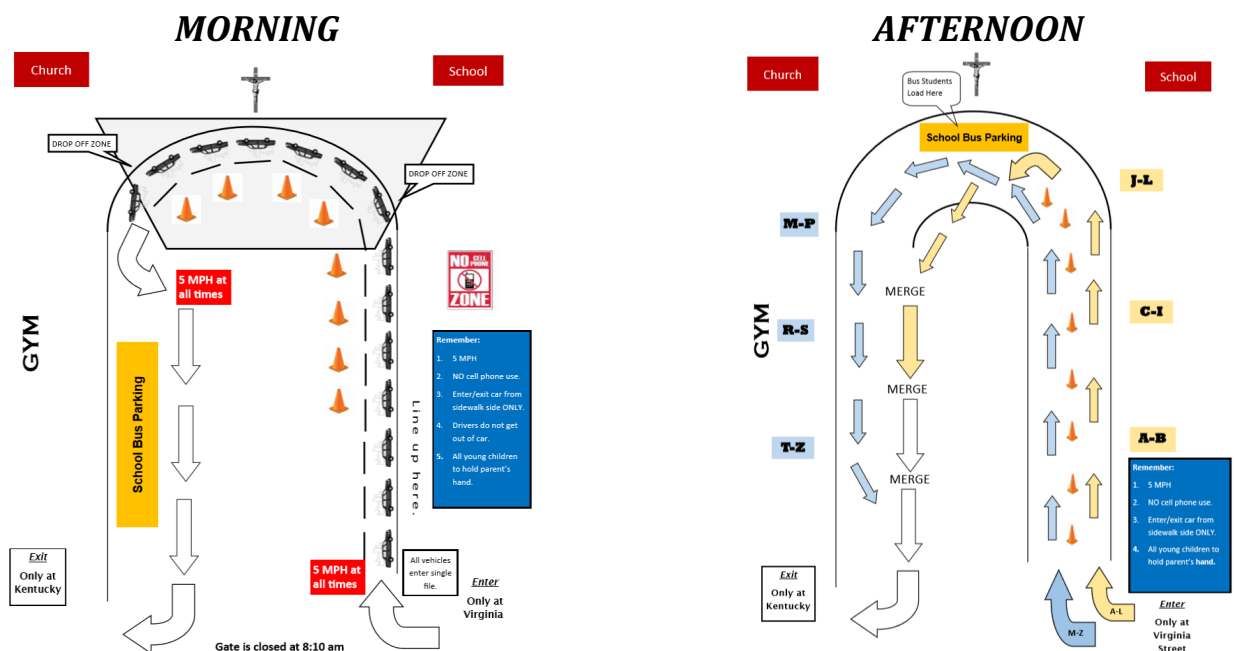 MORNING
Church
School
DROP OFF ZONE
DROP OFF ZONE
5 MPH at
all times
NO CELL
PHONE
ZONE
GYM
School Bus Parking
Remember:
1. 5 MPH
2. NO cell phone use.
3. Enter/exit car from
sidewalk side ONLY.
4. Drivers do not get
out of car.
5. All young children
to hold parent's
hand.
Line up here.
Exit
Only at
Kentucky
5 MPH at
all times
All vehicles
enter single
file.
Enter
Only at
Virginia
Gate is closed at 8:10 am
AFTERNOON
Church
School
Bus Students
Load Here
School Bus Parking
J-L
M-P
MERGE
C-I
GYM
R-S
MERGE
A-B
T-Z
MERGE
Remember:
1. 5 MPH
2. NO cell phone use.
3. Enter/exit car from
sidewalk side ONLY.
4. All young children to
hold parent's hand.
Exit
Only at
Kentucky
M-Z
A-L
Enter
Only at
Virginia
Street